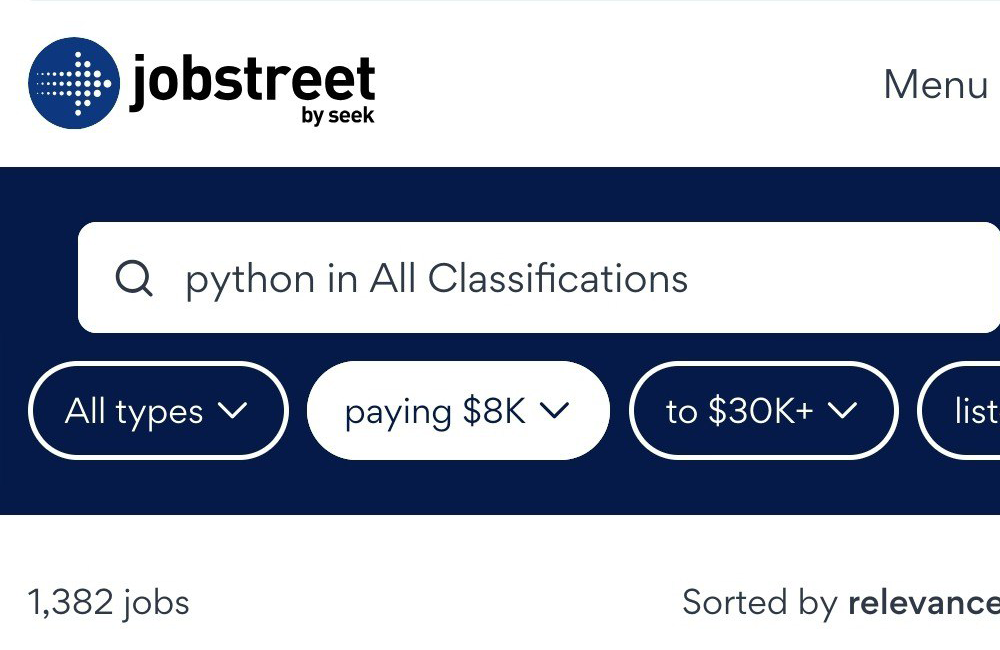 jobstreet
by seek
Menu
python in All Classifications
All types
paying $8K
to $30K+
list
1,382 jobs
Sorted by relevance